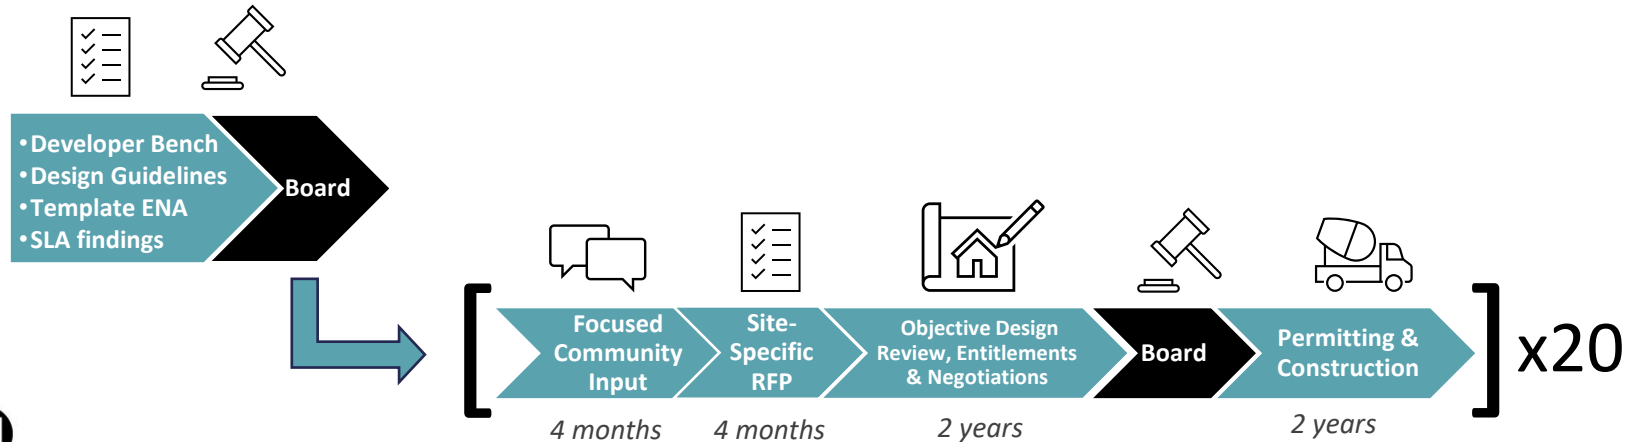 •Developer Bench
•Design Guidelines
•Template ENA
•SLA findings
Board
Focused
Community
Input
Site-
Specific
RFP
Objective Design
Review, Entitlements
& Negotiations
Board
Permitting &
Construction
x20
4 months
4 months
2 years
2 years